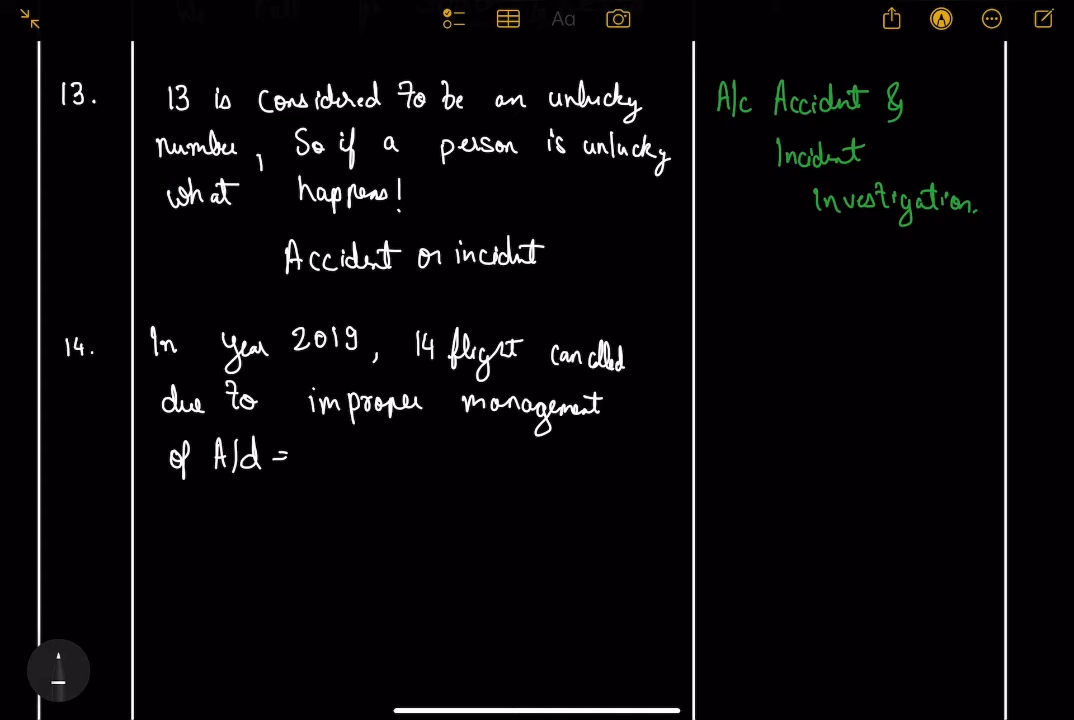 Aa
13.
13 is considered to be an unlucky
number, So if a person is unlucky
what happens!
Accident or incident
A/c Accident &
Incident
Investigation.
14.
In year 2019, 14 flight cancelled
due to improper management
of A/d =